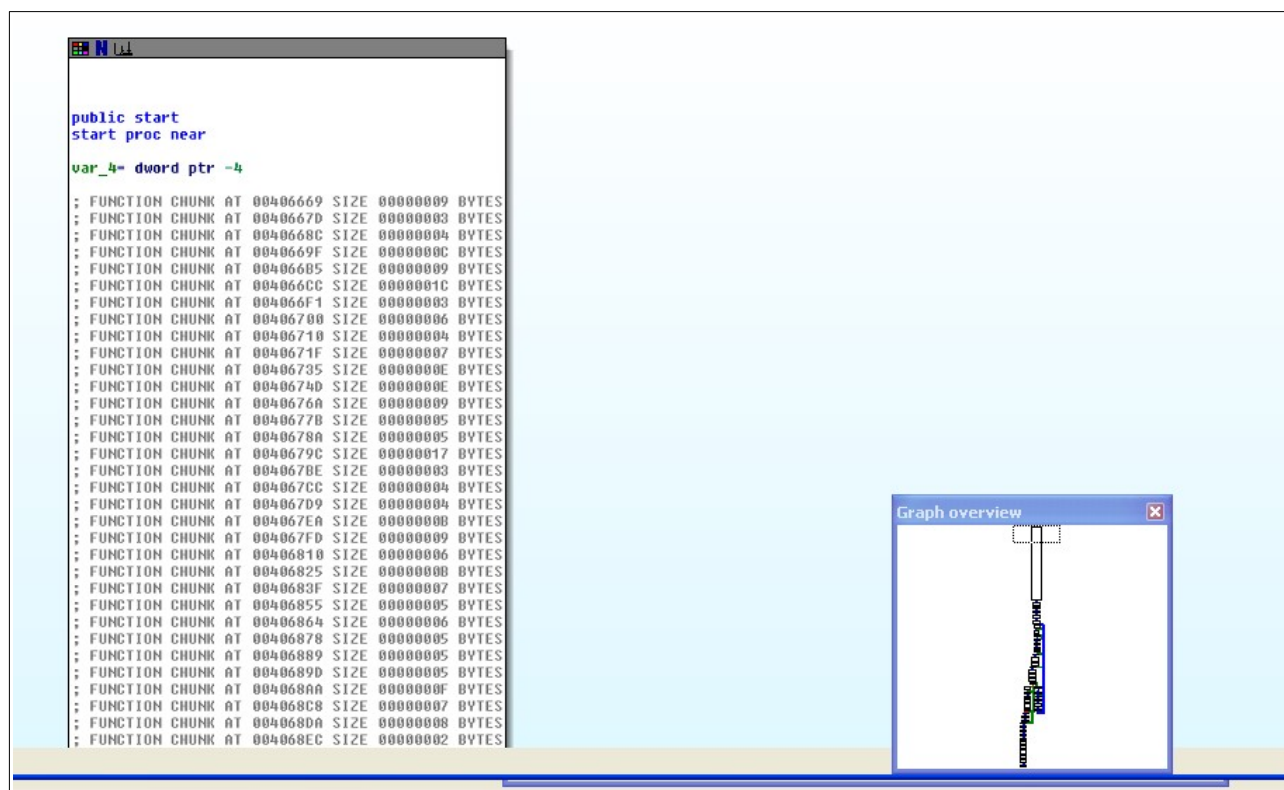 public start
start proc near
var_4= dword ptr -4
; FUNCTION CHUNK AT 00406669 SIZE 00000009 BYTES
; FUNCTION CHUNK AT 0040667D SIZE 00000003 BYTES
; FUNCTION CHUNK AT 0040668C SIZE 00000004 BYTES
; FUNCTION CHUNK AT 0040669F SIZE 0000000C BYTES
; FUNCTION CHUNK AT 004066B5 SIZE 00000009 BYTES
; FUNCTION CHUNK AT 004066CC SIZE 0000001C BYTES
; FUNCTION CHUNK AT 004066F1 SIZE 00000003 BYTES
; FUNCTION CHUNK AT 00406700 SIZE 00000006 BYTES
; FUNCTION CHUNK AT 00406710 SIZE 00000004 BYTES
; FUNCTION CHUNK AT 0040671F SIZE 00000007 BYTES
; FUNCTION CHUNK AT 00406735 SIZE 0000000E BYTES
; FUNCTION CHUNK AT 0040674D SIZE 0000000E BYTES
; FUNCTION CHUNK AT 0040676A SIZE 00000009 BYTES
; FUNCTION CHUNK AT 0040677B SIZE 00000005 BYTES
; FUNCTION CHUNK AT 0040678A SIZE 00000005 BYTES
; FUNCTION CHUNK AT 0040679C SIZE 00000017 BYTES
; FUNCTION CHUNK AT 004067BE SIZE 00000003 BYTES
; FUNCTION CHUNK AT 004067CC SIZE 00000004 BYTES
; FUNCTION CHUNK AT 004067D9 SIZE 00000004 BYTES
; FUNCTION CHUNK AT 004067EA SIZE 0000000B BYTES
; FUNCTION CHUNK AT 004067FD SIZE 00000009 BYTES
; FUNCTION CHUNK AT 00406810 SIZE 00000006 BYTES
; FUNCTION CHUNK AT 00406825 SIZE 0000000B BYTES
; FUNCTION CHUNK AT 0040683F SIZE 00000007 BYTES
; FUNCTION CHUNK AT 00406855 SIZE 00000005 BYTES
; FUNCTION CHUNK AT 00406864 SIZE 00000006 BYTES
; FUNCTION CHUNK AT 00406878 SIZE 00000005 BYTES
; FUNCTION CHUNK AT 00406889 SIZE 00000005 BYTES
; FUNCTION CHUNK AT 0040689D SIZE 00000005 BYTES
; FUNCTION CHUNK AT 004068AA SIZE 0000000F BYTES
; FUNCTION CHUNK AT 004068C8 SIZE 00000007 BYTES
; FUNCTION CHUNK AT 004068DA SIZE 00000008 BYTES
; FUNCTION CHUNK AT 004068EC SIZE 00000002 BYTES
Graph overview